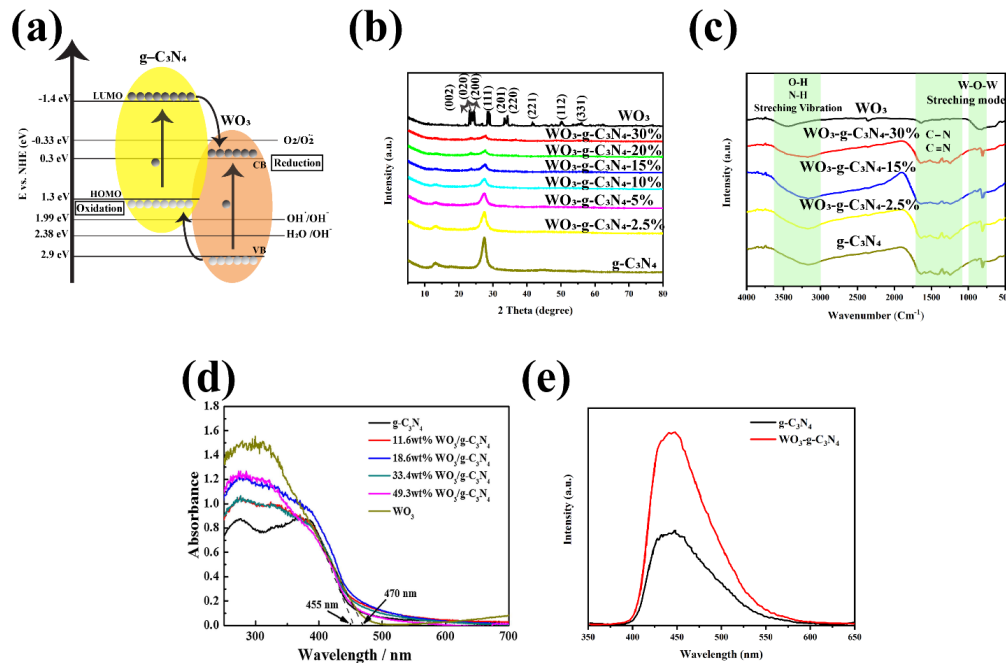 (a)
g–C₃N₄
E vs. NHE (eV)
-1.4 eV
LUMO
WO₃
-0.33 eV
O₂/O₂⁻
0.3 eV
CB
Reduction
HOMO
1.3 eV
Oxidation
1.99 eV
OH˙/OH⁻
2.38 eV
H₂O /OH⁻
2.9 eV
VB
(b)
Intensity (a.u.)
(002)
(020)
(200)
(111)
(201)
(220)
(221)
(112)
(331)
WO₃
WO₃-g-C₃N₄-30%
WO₃-g-C₃N₄-20%
WO₃-g-C₃N₄-15%
WO₃-g-C₃N₄-10%
WO₃-g-C₃N₄-5%
WO₃-g-C₃N₄-2.5%
g-C₃N₄
10 20 30 40 50 60 70 80
2 Theta (degree)
(c)
Intensity (a.u.)
O-H
N-H
Streching Vibration
W-O-W
Streching mode
WO₃
WO₃-g-C₃N₄-30%
C–N
C=N
WO₃-g-C₃N₄-15%
WO₃-g-C₃N₄-2.5%
g-C₃N₄
4000 3500 3000 2500 2000 1500 1000 50
Wavenumber (Cm⁻¹)
(d)
Absorbance
1.8
1.6
1.4
1.2
1.0
0.8
0.6
0.4
0.2
0.0
g-C₃N₄
11.6wt% WO₃/g-C₃N₄
18.6wt% WO₃/g-C₃N₄
33.4wt% WO₃/g-C₃N₄
49.3wt% WO₃/g-C₃N₄
WO₃
470 nm
455 nm
300 400 500 600 700
Wavelength / nm
(e)
Intensity (a.u.)
g-C₃N₄
WO₃-g-C₃N₄
350 400 450 500 550 600 650
Wavelength (nm)